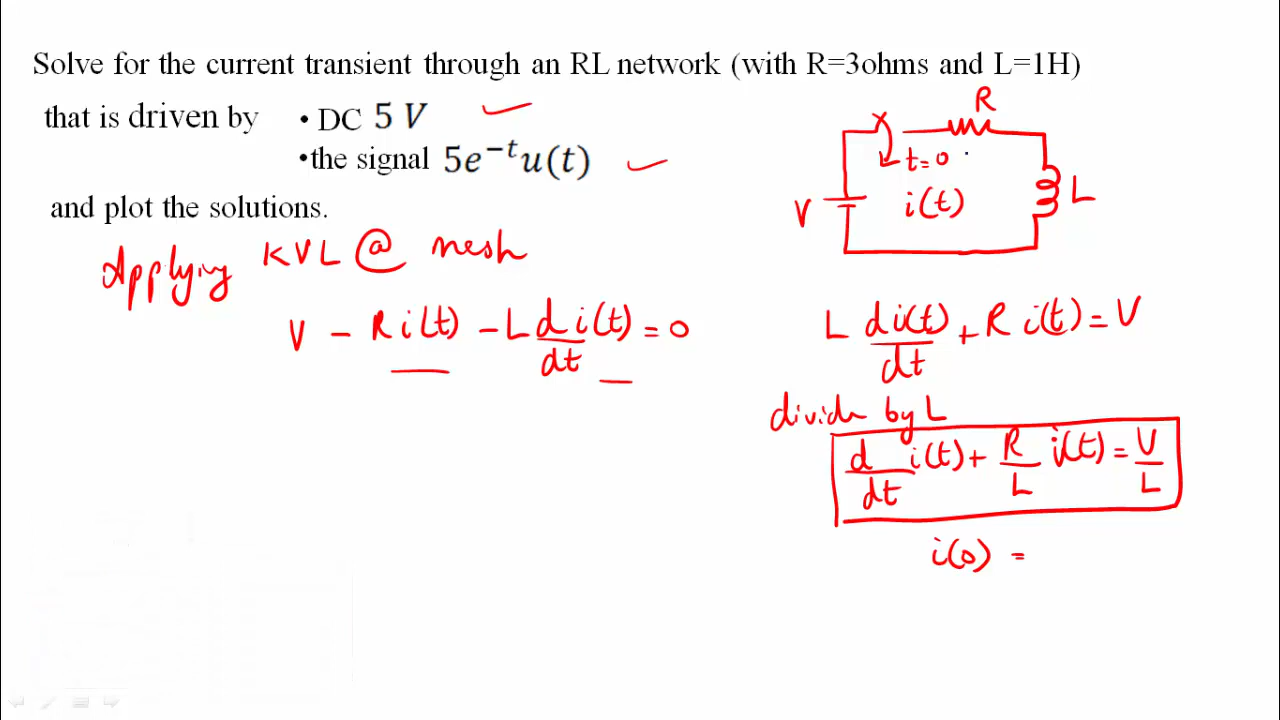 Solve for the current transient through an RL network (with R=3ohms and L=1H)
that is driven by • DC 5 V
•the signal 5e^{-t}u(t)
and plot the solutions.
R
t=0
i(t)
V
L
Applying KVL @ mesh
V - R i(t) - L d i(t)/dt = 0
L di(t)/dt + R i(t) = V
divide by L
d/dt i(t) + R/L i(t) = V/L
i(0) =